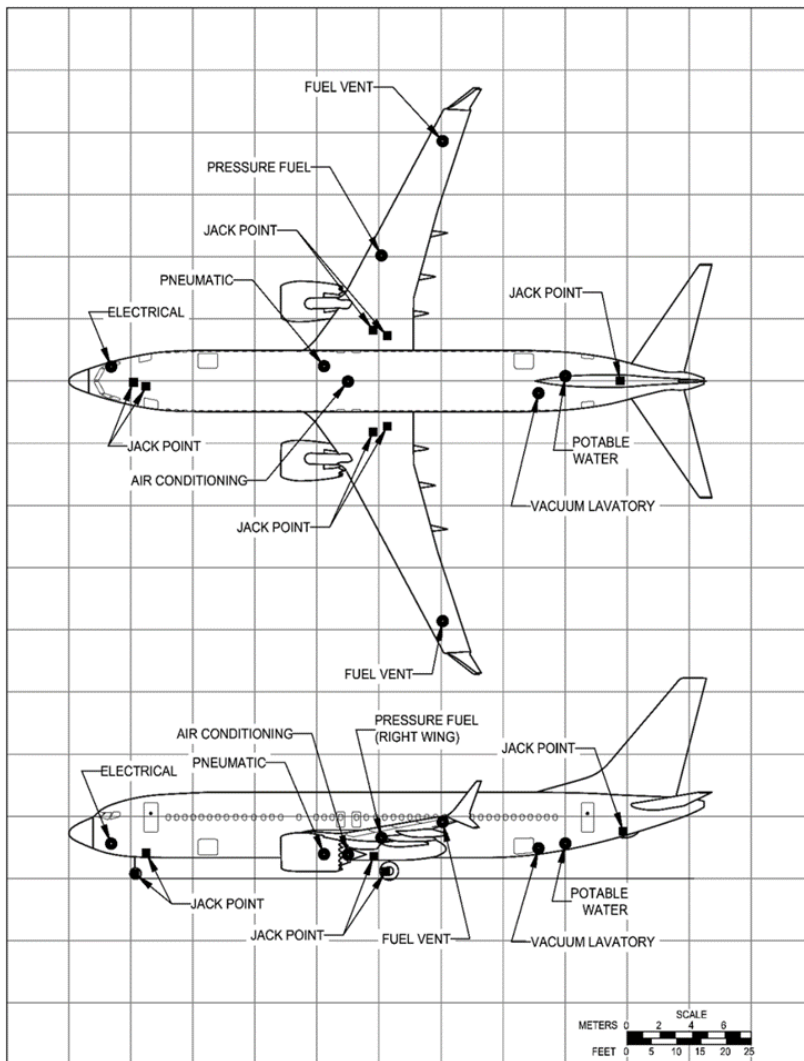 FUEL VENT
PRESSURE FUEL
JACK POINT
PNEUMATIC
ELECTRICAL
JACK POINT
JACK POINT
AIR CONDITIONING
JACK POINT
POTABLE
WATER
VACUUM LAVATORY
FUEL VENT
AIR CONDITIONING
PRESSURE FUEL
(RIGHT WING)
PNEUMATIC
ELECTRICAL
JACK POINT
JACK POINT
JACK POINT
FUEL VENT
POTABLE
WATER
VACUUM LAVATORY
SCALE
METERS 0 2 4 6
FEET 0 5 10 15 20 25